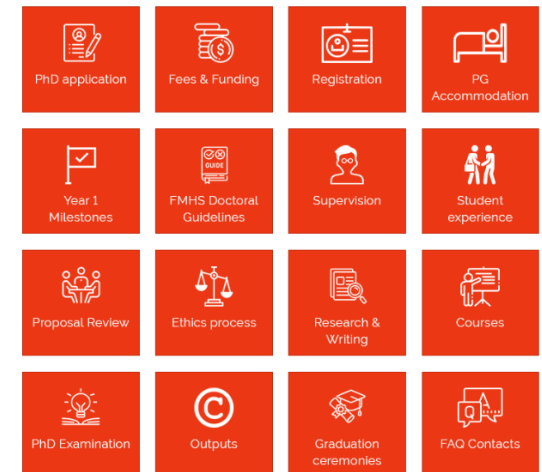 PhD application
Fees & Funding
Registration
PG
Accommodation
Year 1
Milestones
GUIDE
FMHS Doctoral
Guidelines
Supervision
Student
experience
Proposal Review
Ethics process
Research &
Writing
Courses
PhD Examination
C
Outputs
Graduation
ceremonies
Q
A
FAQ Contacts